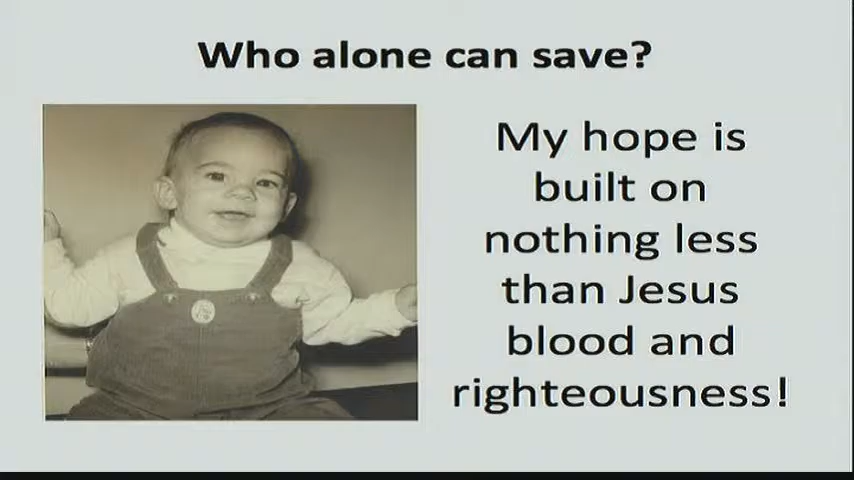 Who alone can save?
My hope is
built on
nothing less
than Jesus
blood and
righteousness!